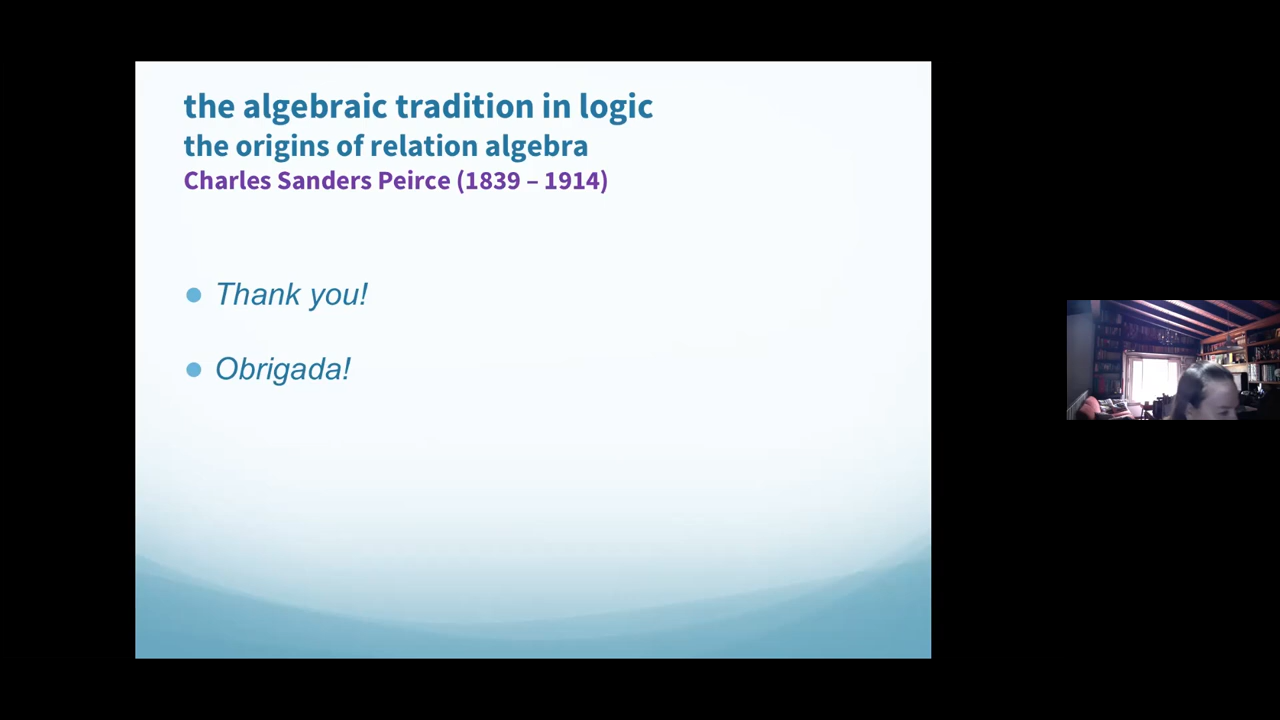 the algebraic tradition in logic
the origins of relation algebra
Charles Sanders Peirce (1839 – 1914)
Thank you!
Obrigada!